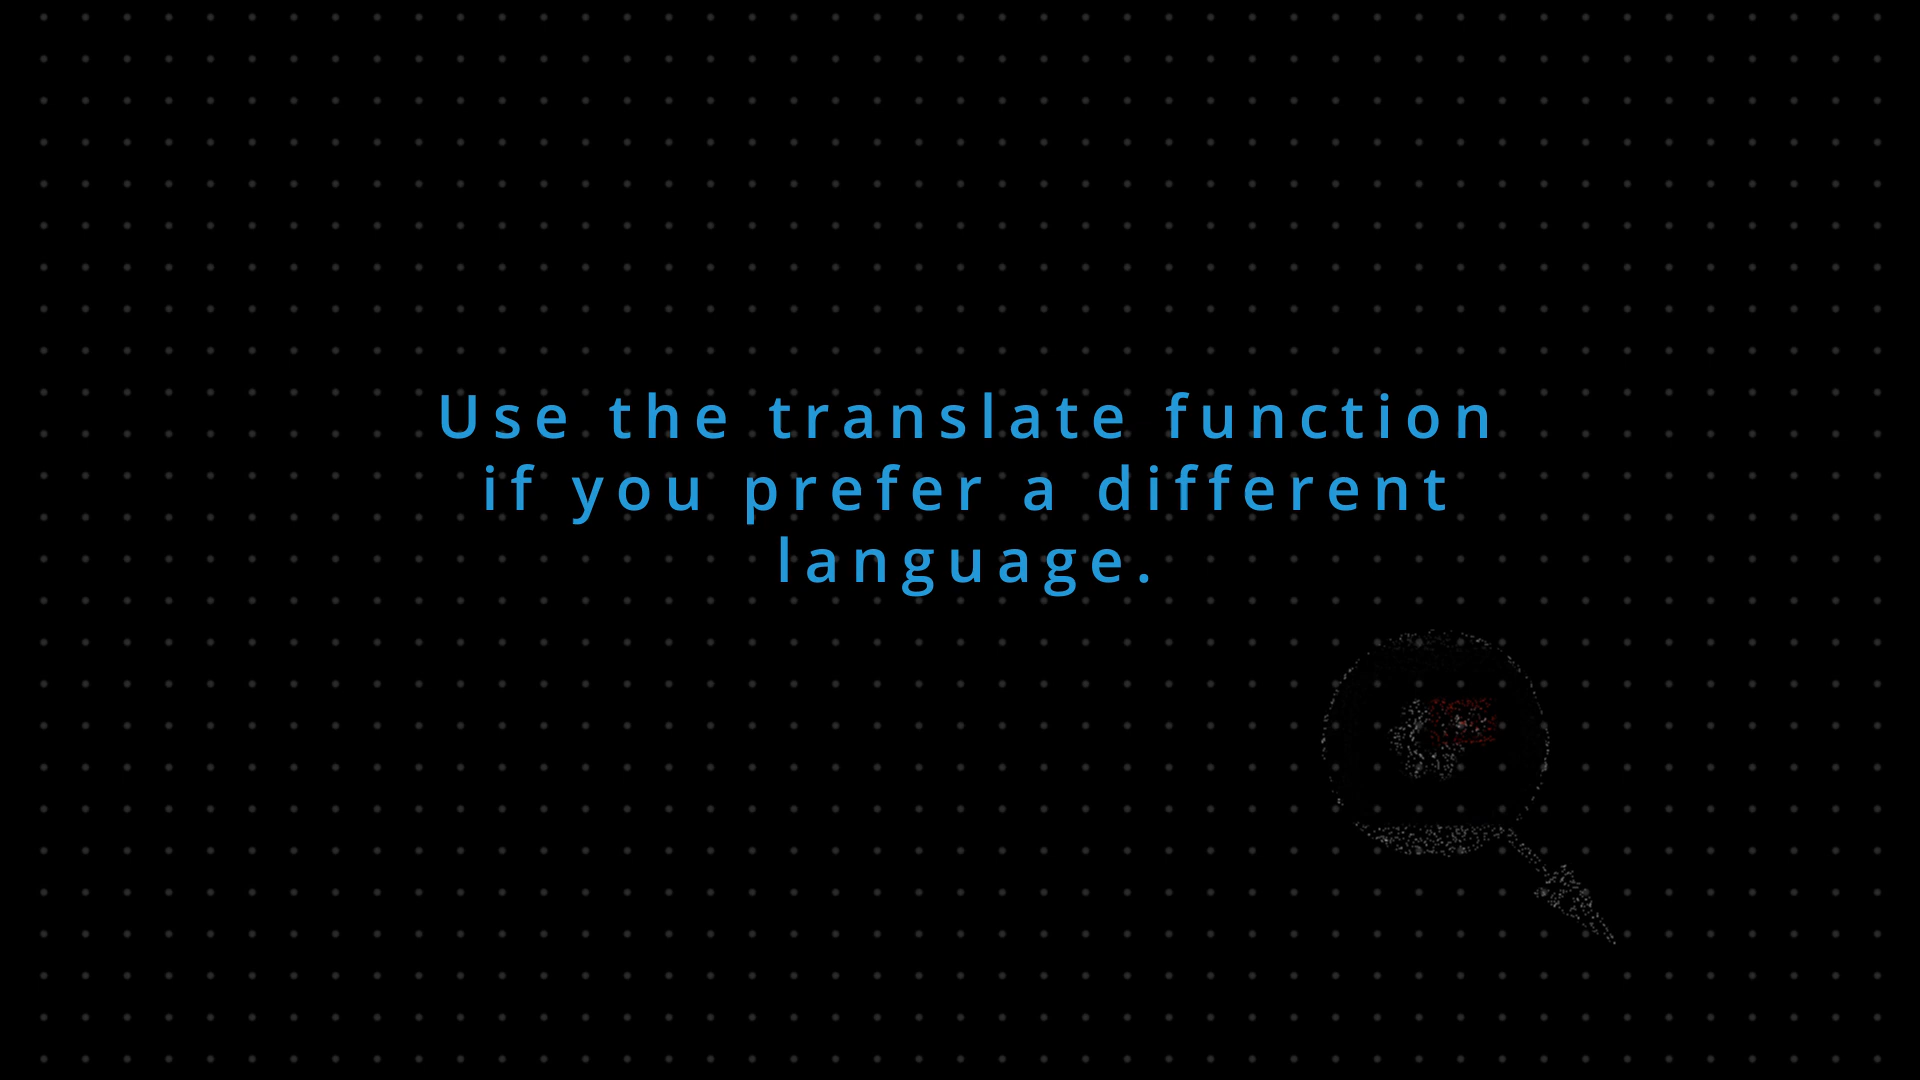 Use the translate function
if you prefer a different
language.